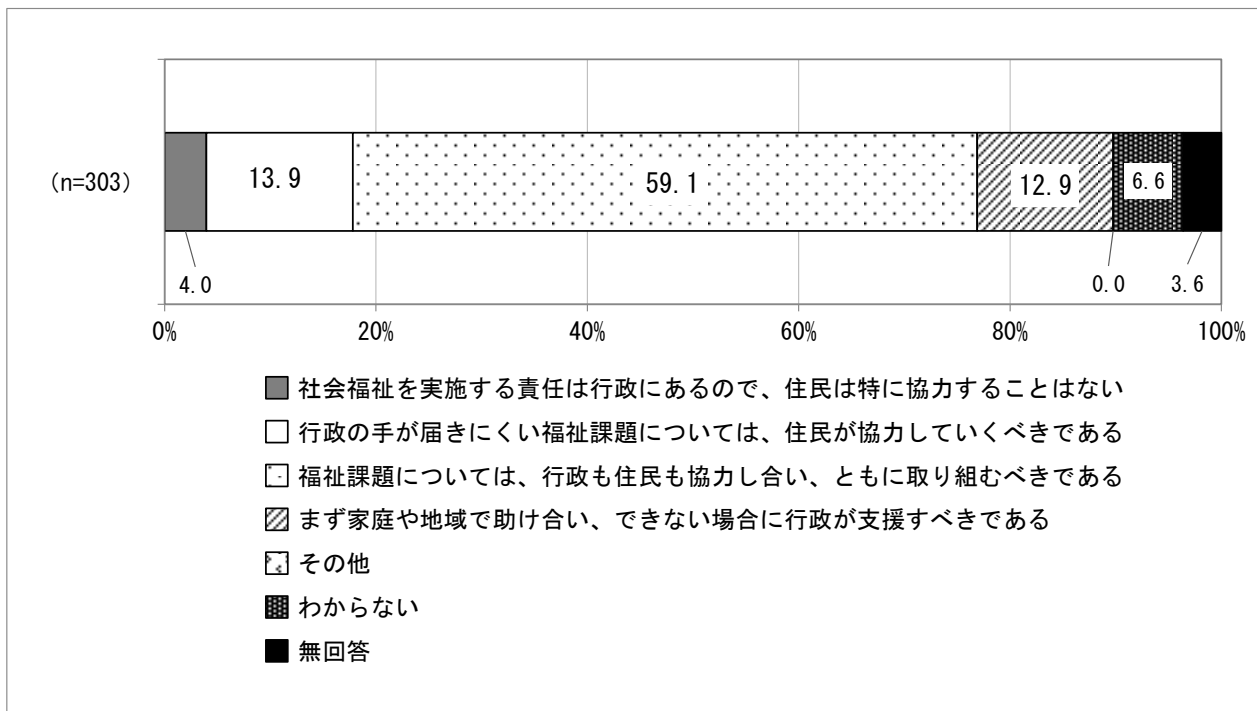 (n=303)
13.9
59.1
12.9
6.6
4.0
0.0
3.6
0%
20%
40%
60%
80%
100%
社会福祉を実施する責任は行政にあるので、住民は特に協力することはない
行政の手が届きにくい福祉課題については、住民が協力していくべきである
福祉課題については、行政も住民も協力し合い、ともに取り組むべきである
まず家庭や地域で助け合い、できない場合に行政が支援すべきである
その他
わからない
無回答